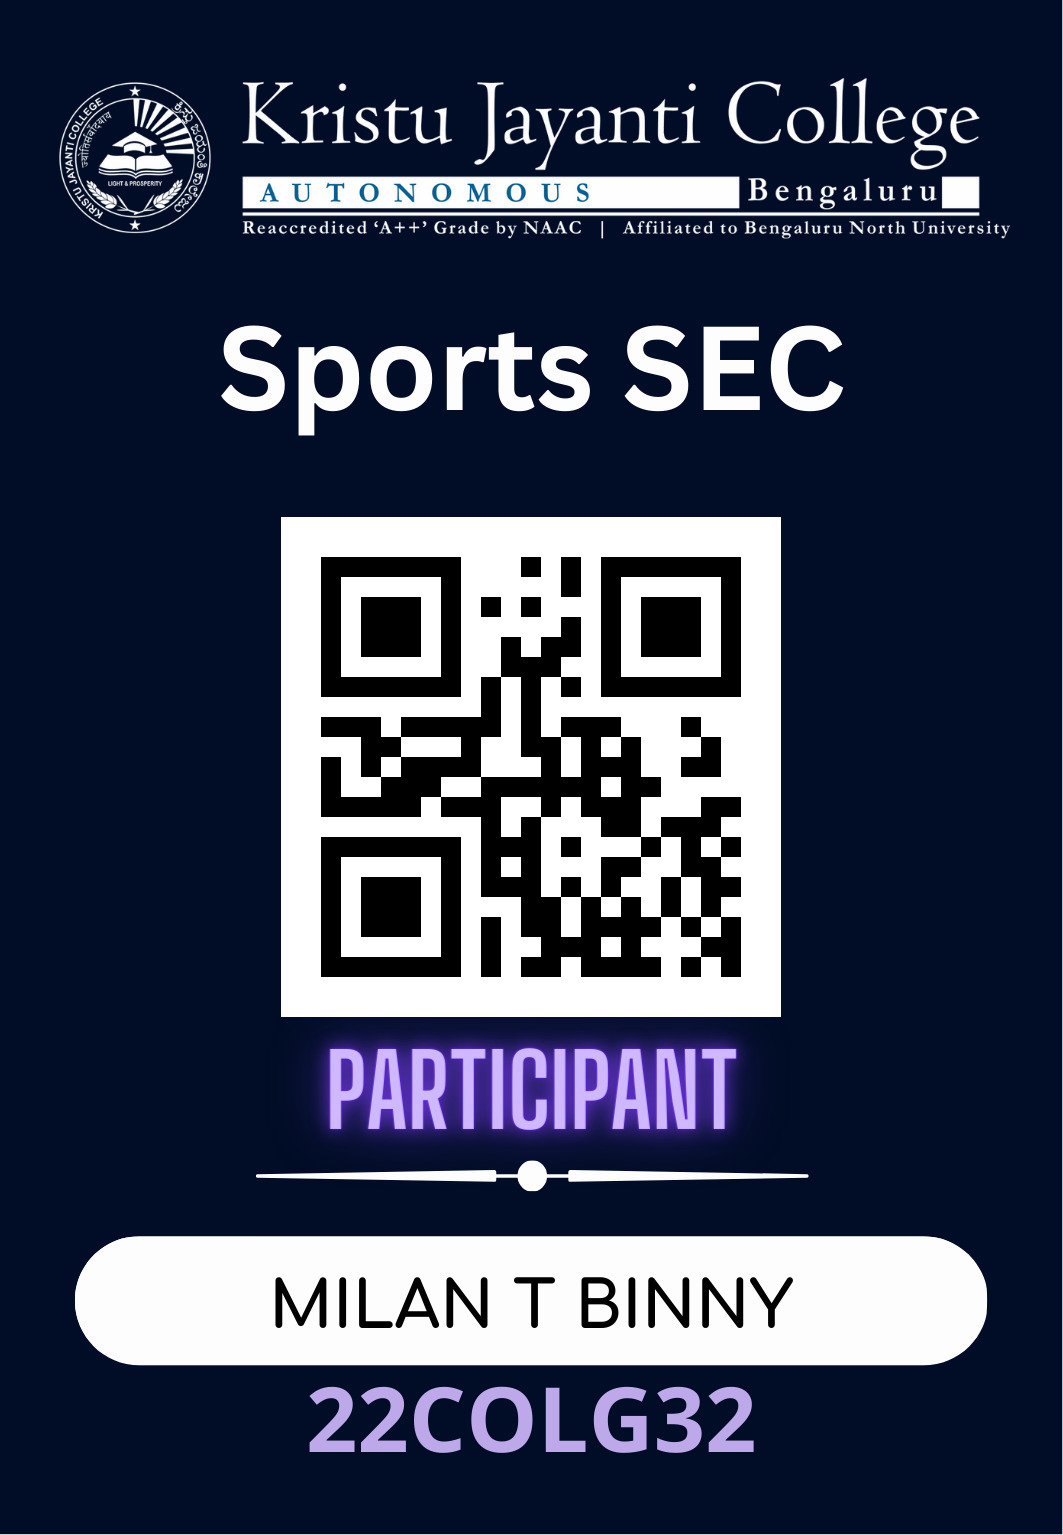 KRISTU JAYANTI COLLEGE
ज्योतिसंवादयाय
LIGHT & PROSPERITY
Kristu Jayanti College
AUTONOMOUS Bengaluru
Reaccredited ‘A++’ Grade by NAAC | Affiliated to Bengaluru North University
Sports SEC
PARTICIPANT
MILAN T BINNY
22COLG32